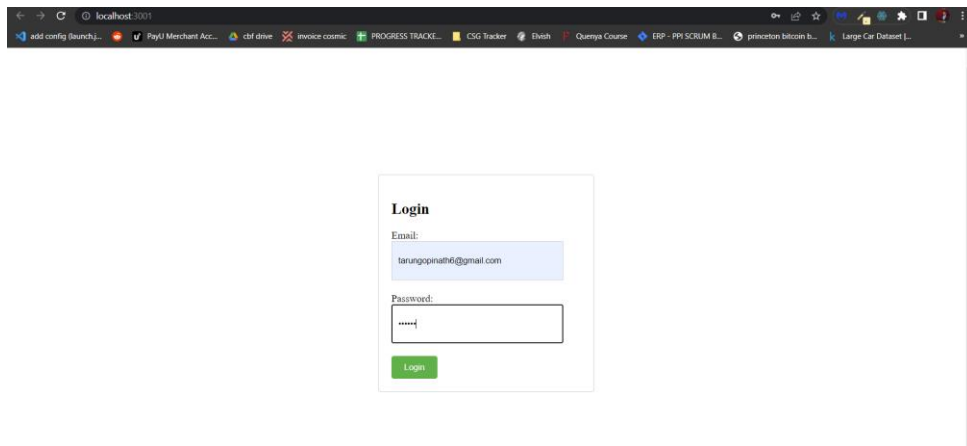 localhost:3001
add config (launch.j... PayU Merchant Acc... cbf drive invoice cosmic PROGRESS TRACKE... CSG Tracker Elvish Quenya Course ERP - PPI SCRUM B... princeton bitcoin b... Large Car Dataset |...
Login
Email:
tarungopinath6@gmail.com
Password:
••••••
Login